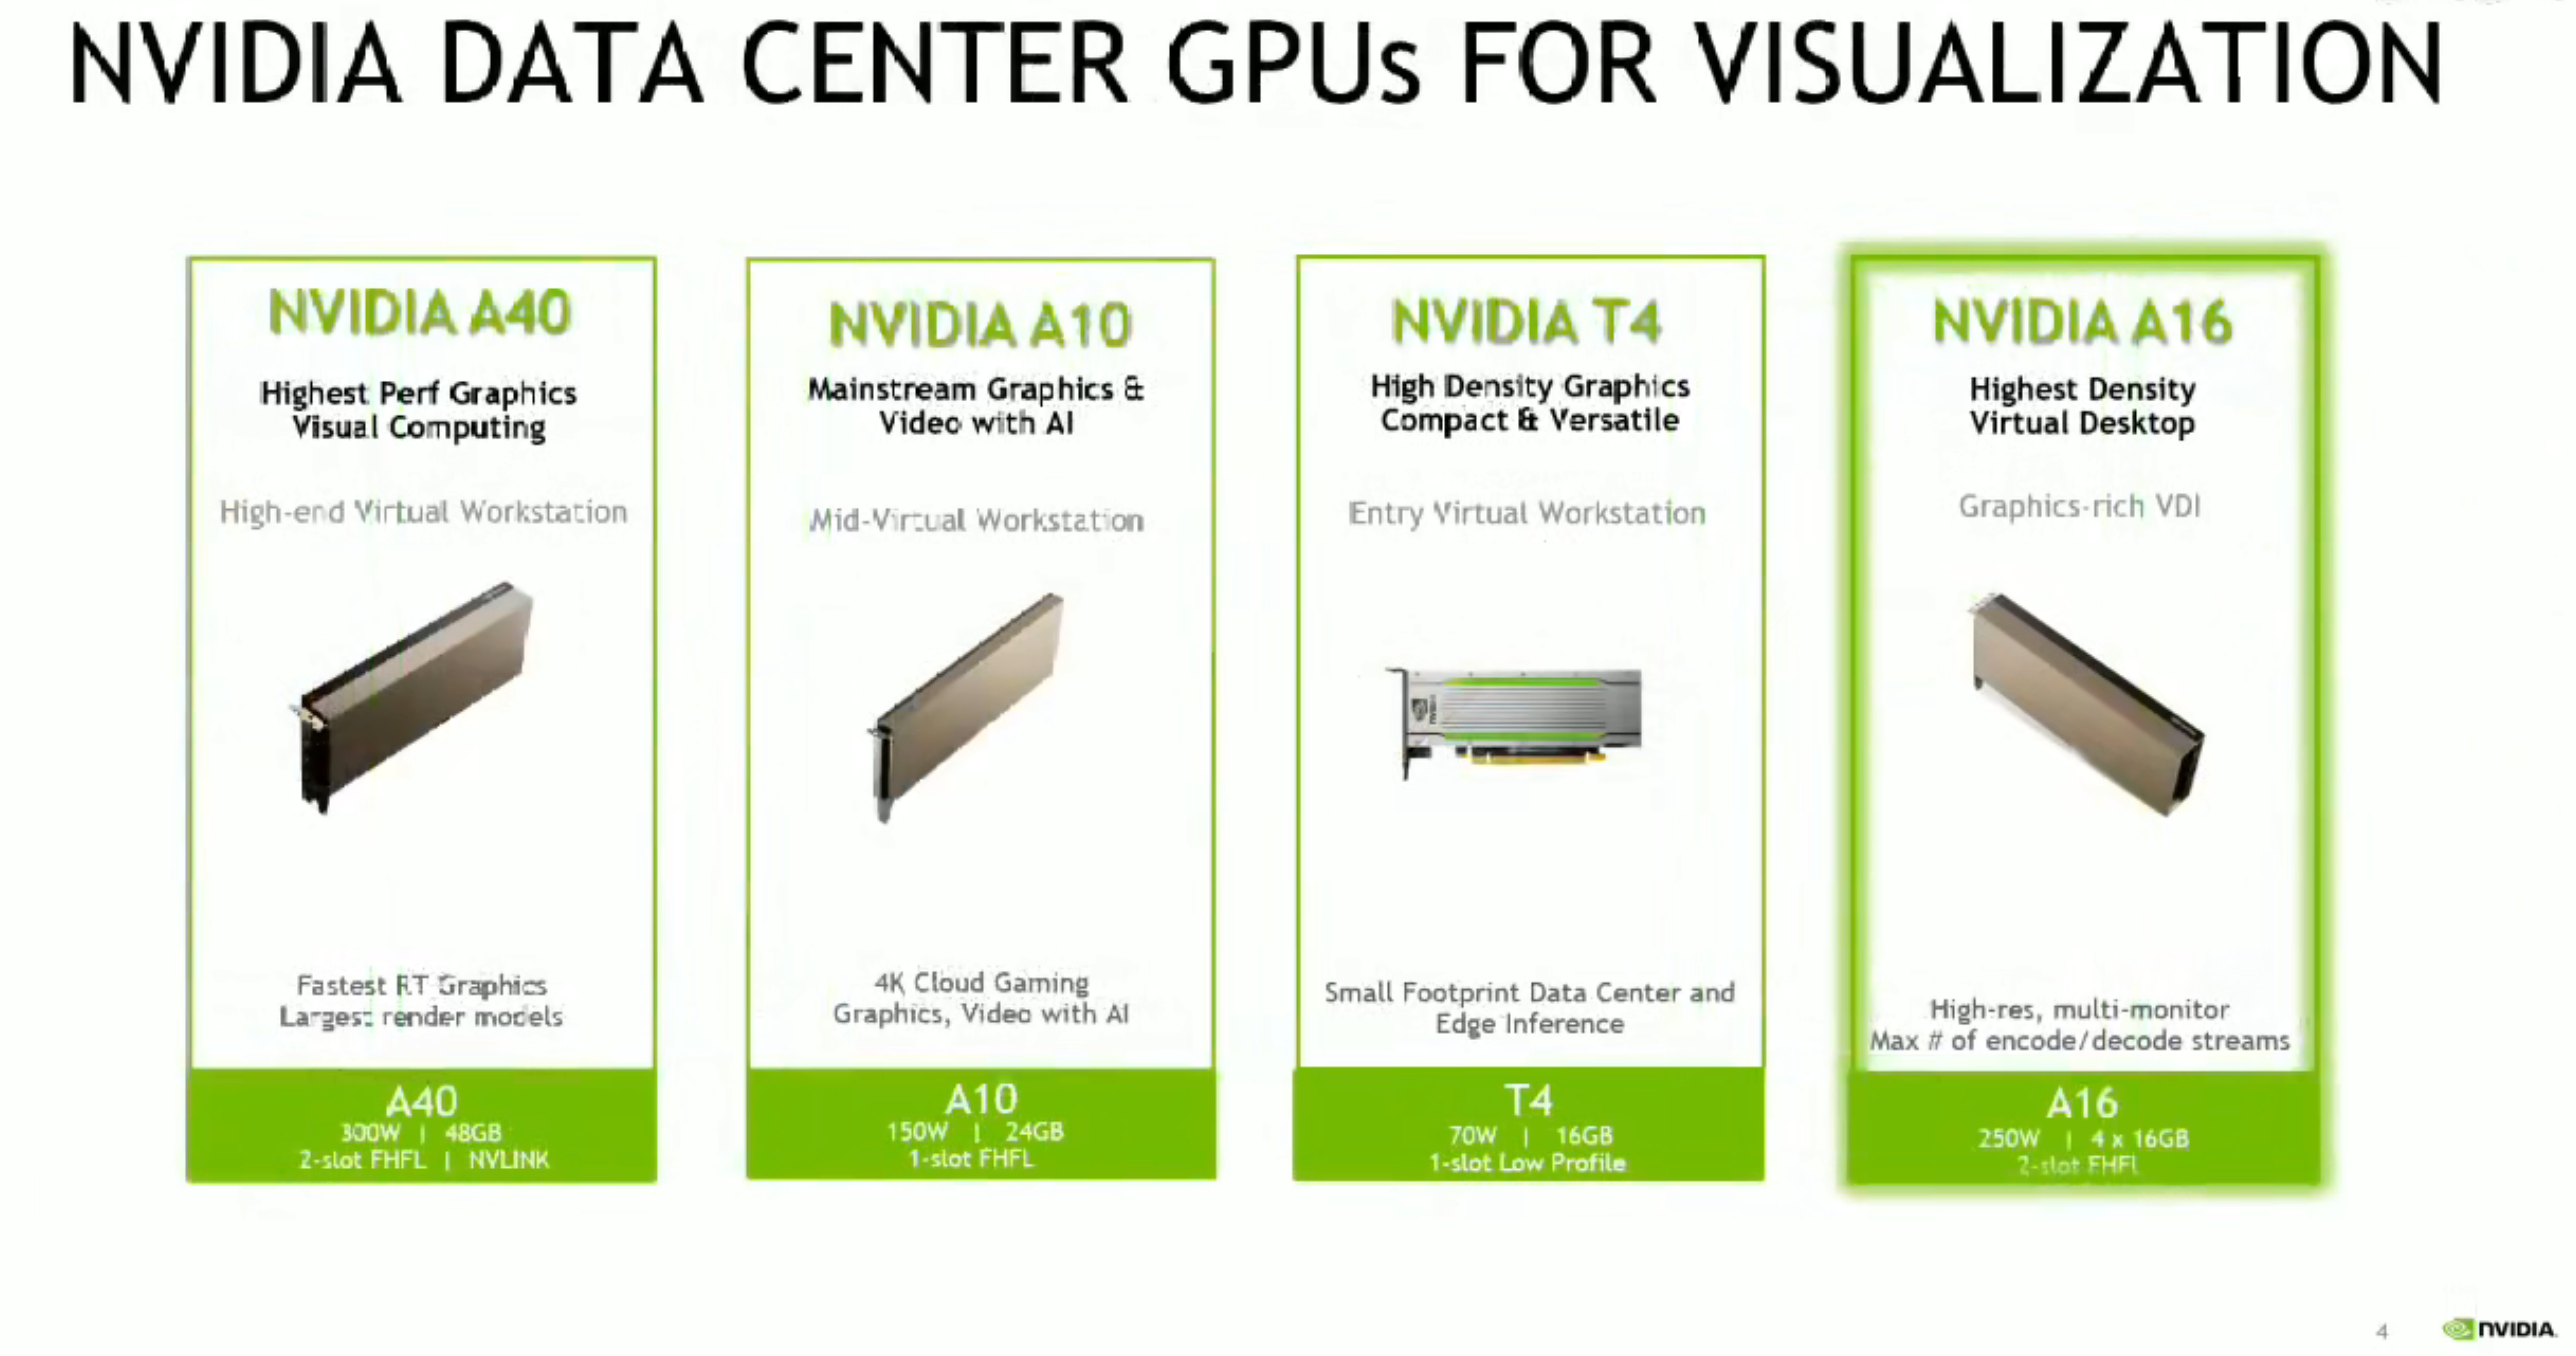 NVIDIA DATA CENTER GPUs FOR VISUALIZATION
NVIDIA A40
Highest Perf Graphics
Visual Computing
High-end Virtual Workstation
Fastest RT Graphics
Largest render models
A40
300W | 48GB
2-slot FHFL | NVLINK
NVIDIA A10
Mainstream Graphics &
Video with AI
Mid-Virtual Workstation
4K Cloud Gaming
Graphics, Video with AI
A10
150W | 24GB
1-slot FHFL
NVIDIA T4
High Density Graphics
Compact & Versatile
Entry Virtual Workstation
Small Footprint Data Center and
Edge Inference
T4
70W | 16GB
1-slot Low Profile
NVIDIA A16
Highest Density
Virtual Desktop
Graphics-rich VDI
High-res, multi-monitor
Max # of encode/decode streams
A16
250W | 4 x 16GB
2-slot FHFL
4
NVIDIA